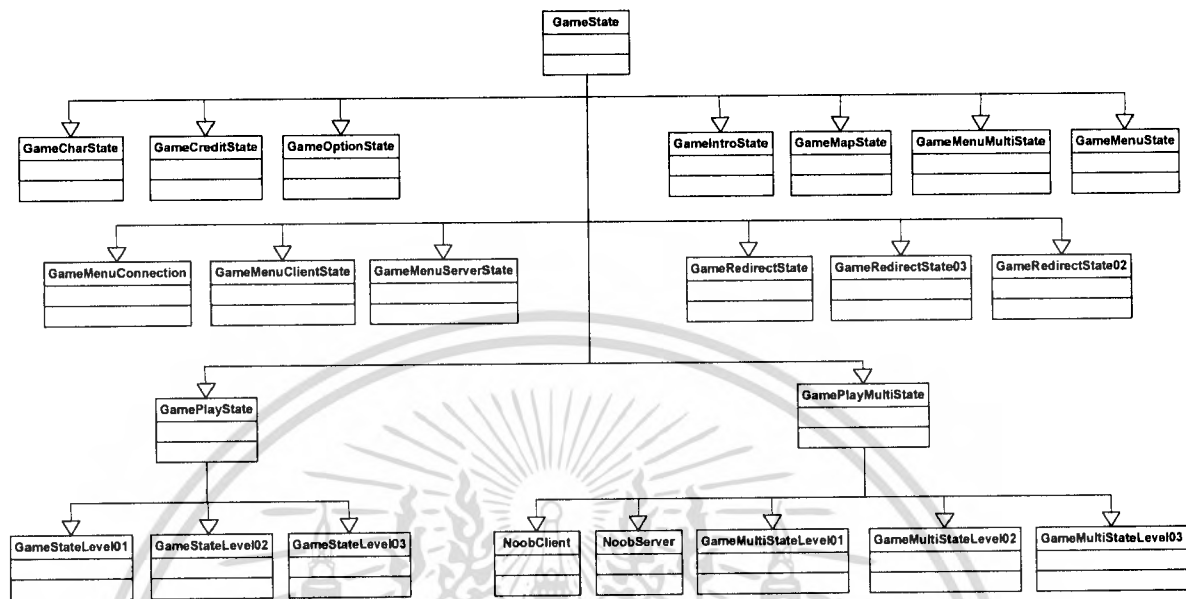 GameState
GameCharState
GameCreditState
GameOptionState
GameIntroState
GameMapState
GameMenuMultiState
GameMenuState
GameMenuConnection
GameMenuClientState
GameMenuServerState
GameRedirectState
GameRedirectState03
GameRedirectState02
GamePlayState
GamePlayMultiState
GameStateLevel01
GameStateLevel02
GameStateLevel03
NoobClient
NoobServer
GameMultiStateLevel01
GameMultiStateLevel02
GameMultiStateLevel03